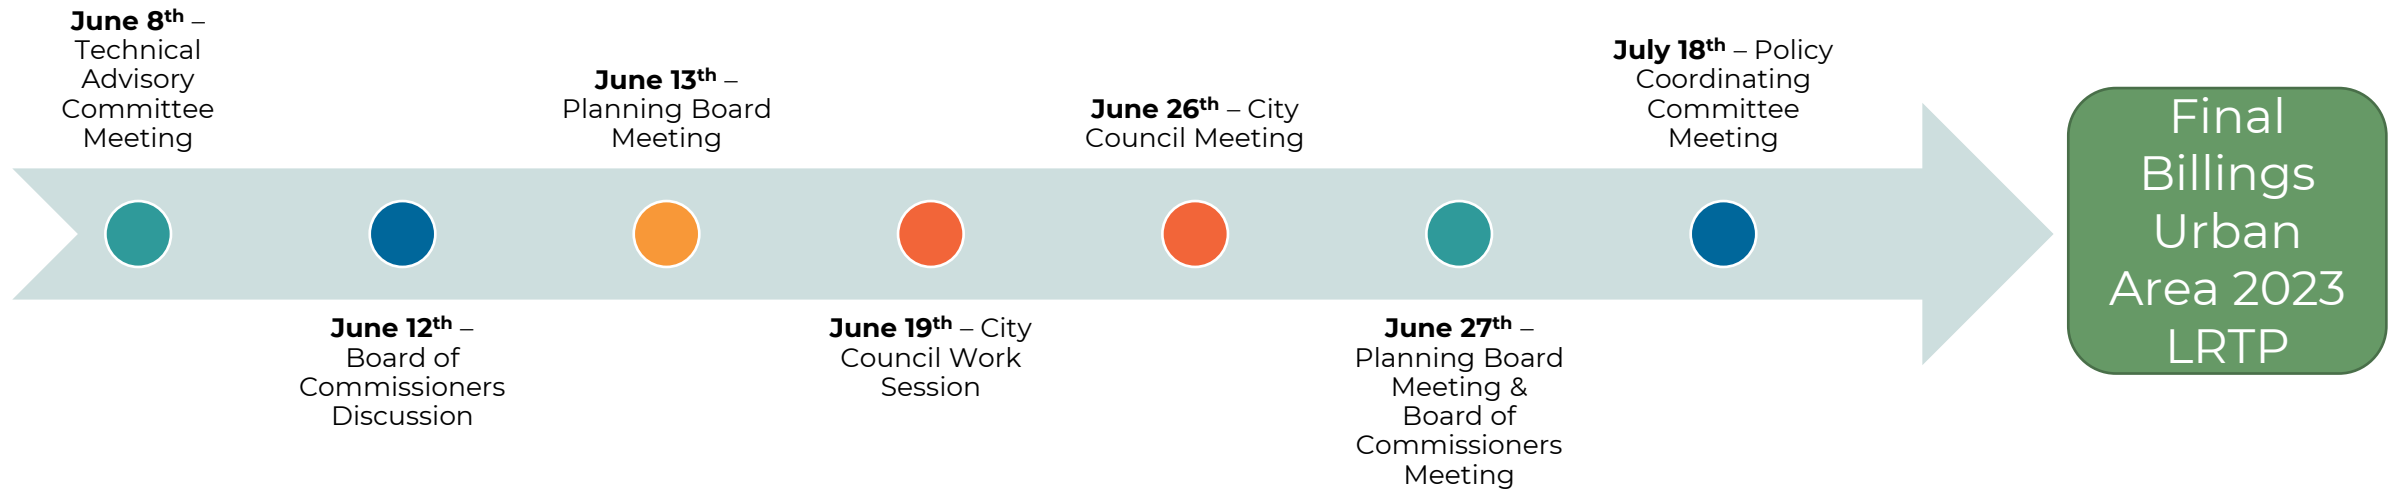 June 8th –
Technical
Advisory
Committee
Meeting
June 12th –
Board of
Commissioners
Discussion
June 13th –
Planning Board
Meeting
June 19th – City
Council Work
Session
June 26th – City
Council Meeting
June 27th –
Planning Board
Meeting &
Board of
Commissioners
Meeting
July 18th – Policy
Coordinating
Committee
Meeting
Final
Billings
Urban
Area 2023
LRTP